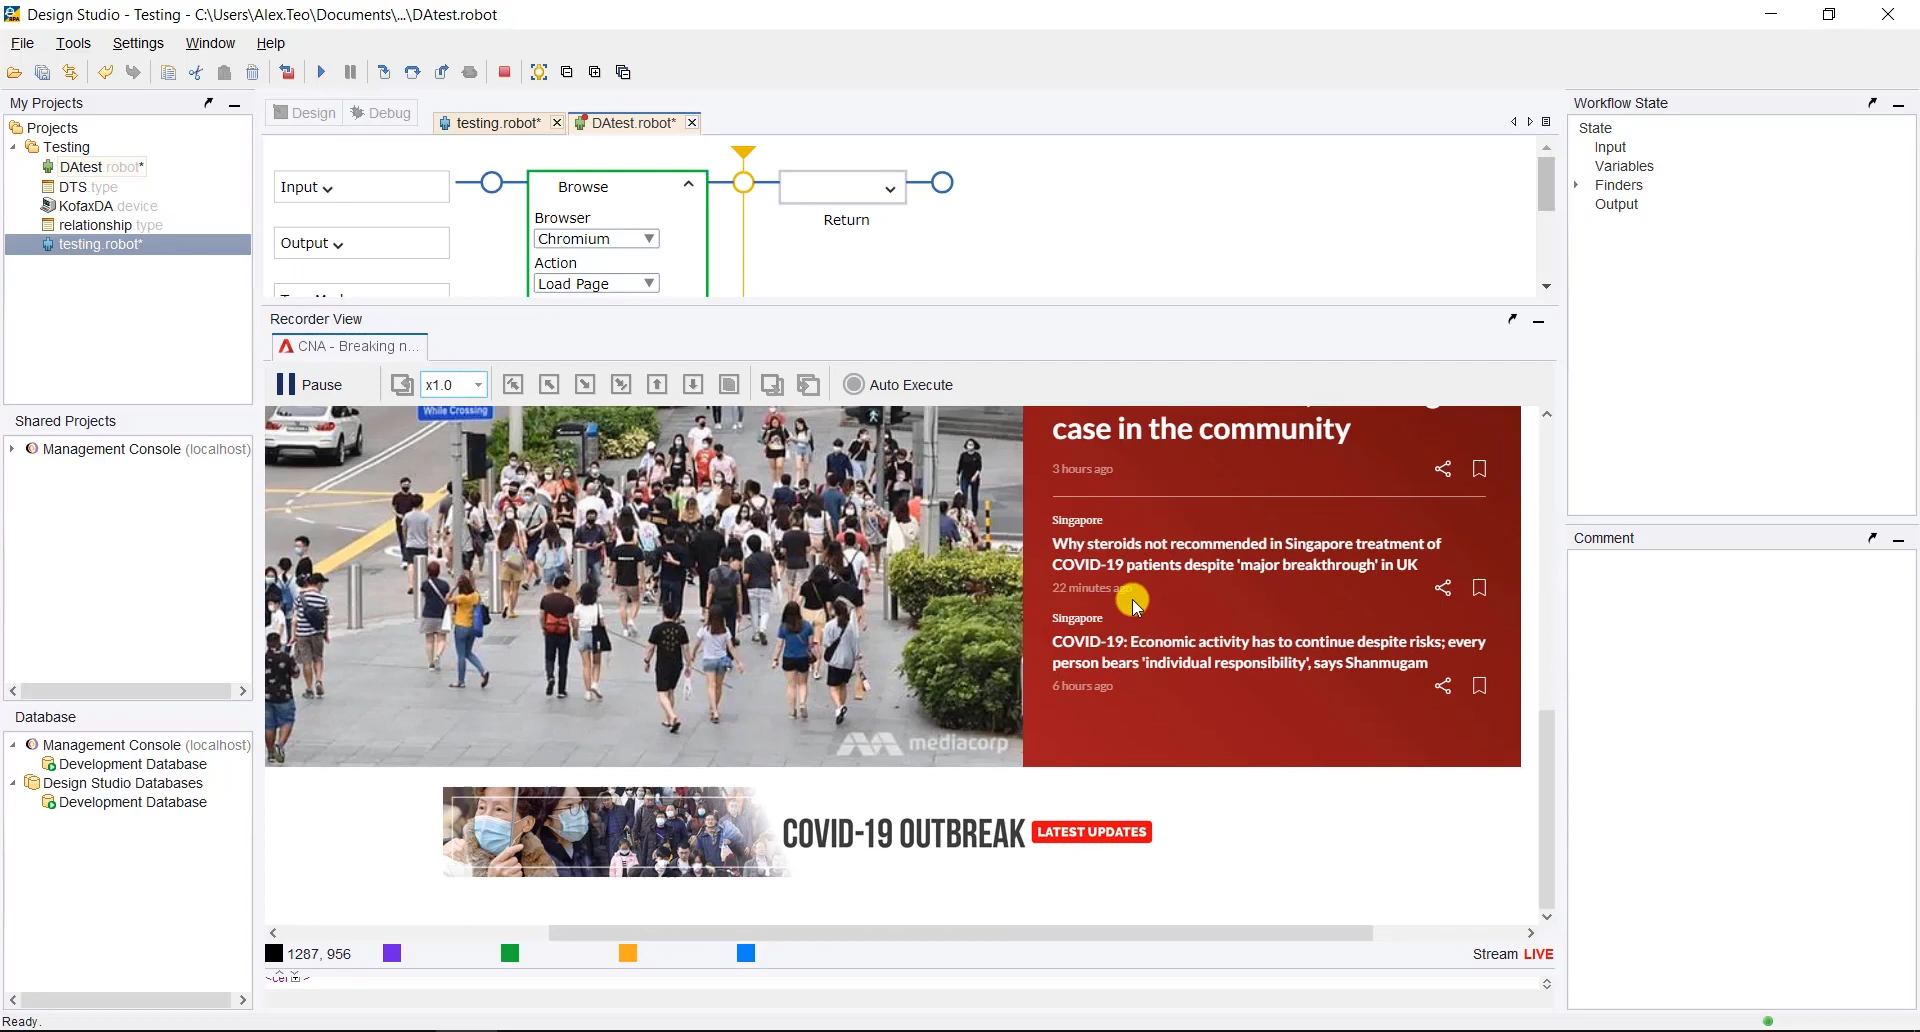 Design Studio - Testing - C:\Users\Alex.Teo\Documents\...\DAtest.robot
File Tools Settings Window Help
My Projects
Projects
Testing
DAtest.robot*
DTS.type
KofaxDA.device
relationship.type
testing.robot*
Shared Projects
Management Console (localhost)
Database
Management Console (localhost)
Development Database
Design Studio Databases
Development Database
Design Debug
testing.robot* DAtest.robot*
Input
Output
Browse
Browser
Chromium
Action
Load Page
Return
Recorder View
CNA - Breaking n...
Pause x1.0 Auto Execute
While Crossing
mediacorp
case in the community
3 hours ago
Singapore
Why steroids not recommended in Singapore treatment of
COVID-19 patients despite 'major breakthrough' in UK
22 minutes ago
Singapore
COVID-19: Economic activity has to continue despite risks; every
person bears 'individual responsibility', says Shanmugam
6 hours ago
COVID-19 OUTBREAK LATEST UPDATES
1287, 956
Stream LIVE
Workflow State
State
Input
Variables
Finders
Output
Comment
Ready.